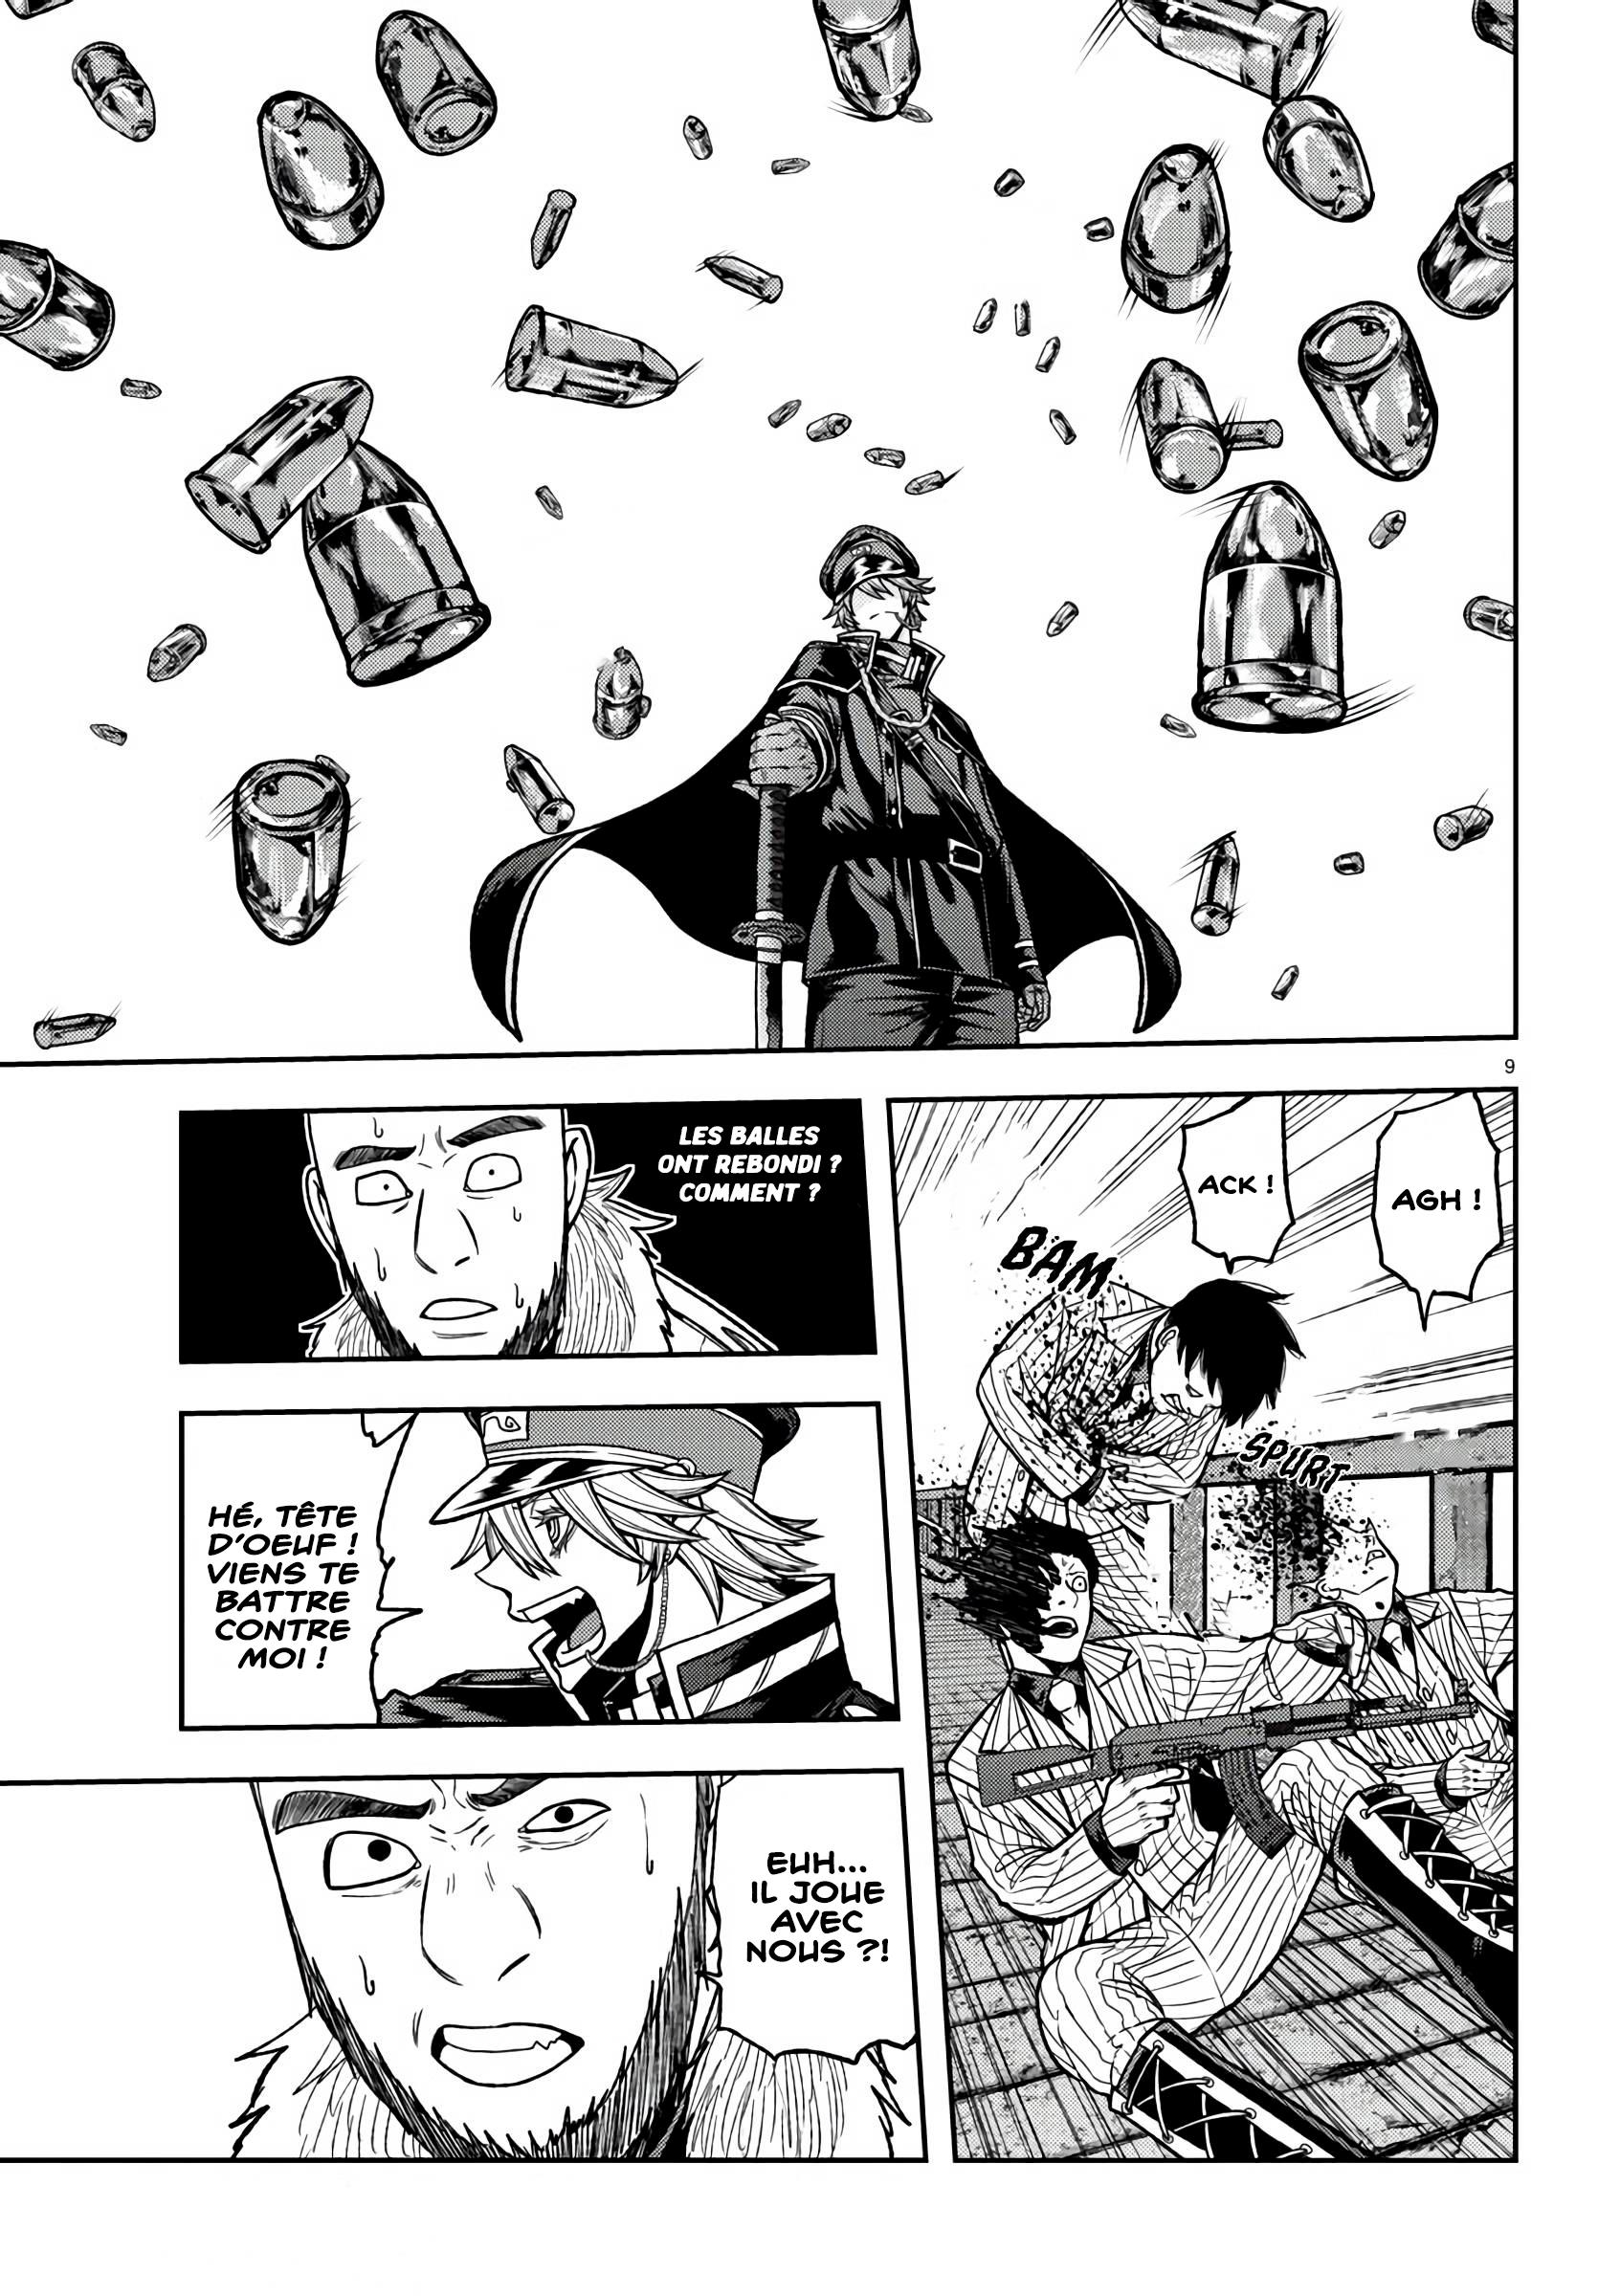 9
AGH !
ACK !
BAM
SPURT
LES BALLES
ONT REBONDI ?
COMMENT ?
HÉ, TÊTE
D'OEUF !
VIENS TE
BATTRE
CONTRE
MOI !
EUH...
IL JOUE
AVEC
NOUS ?!